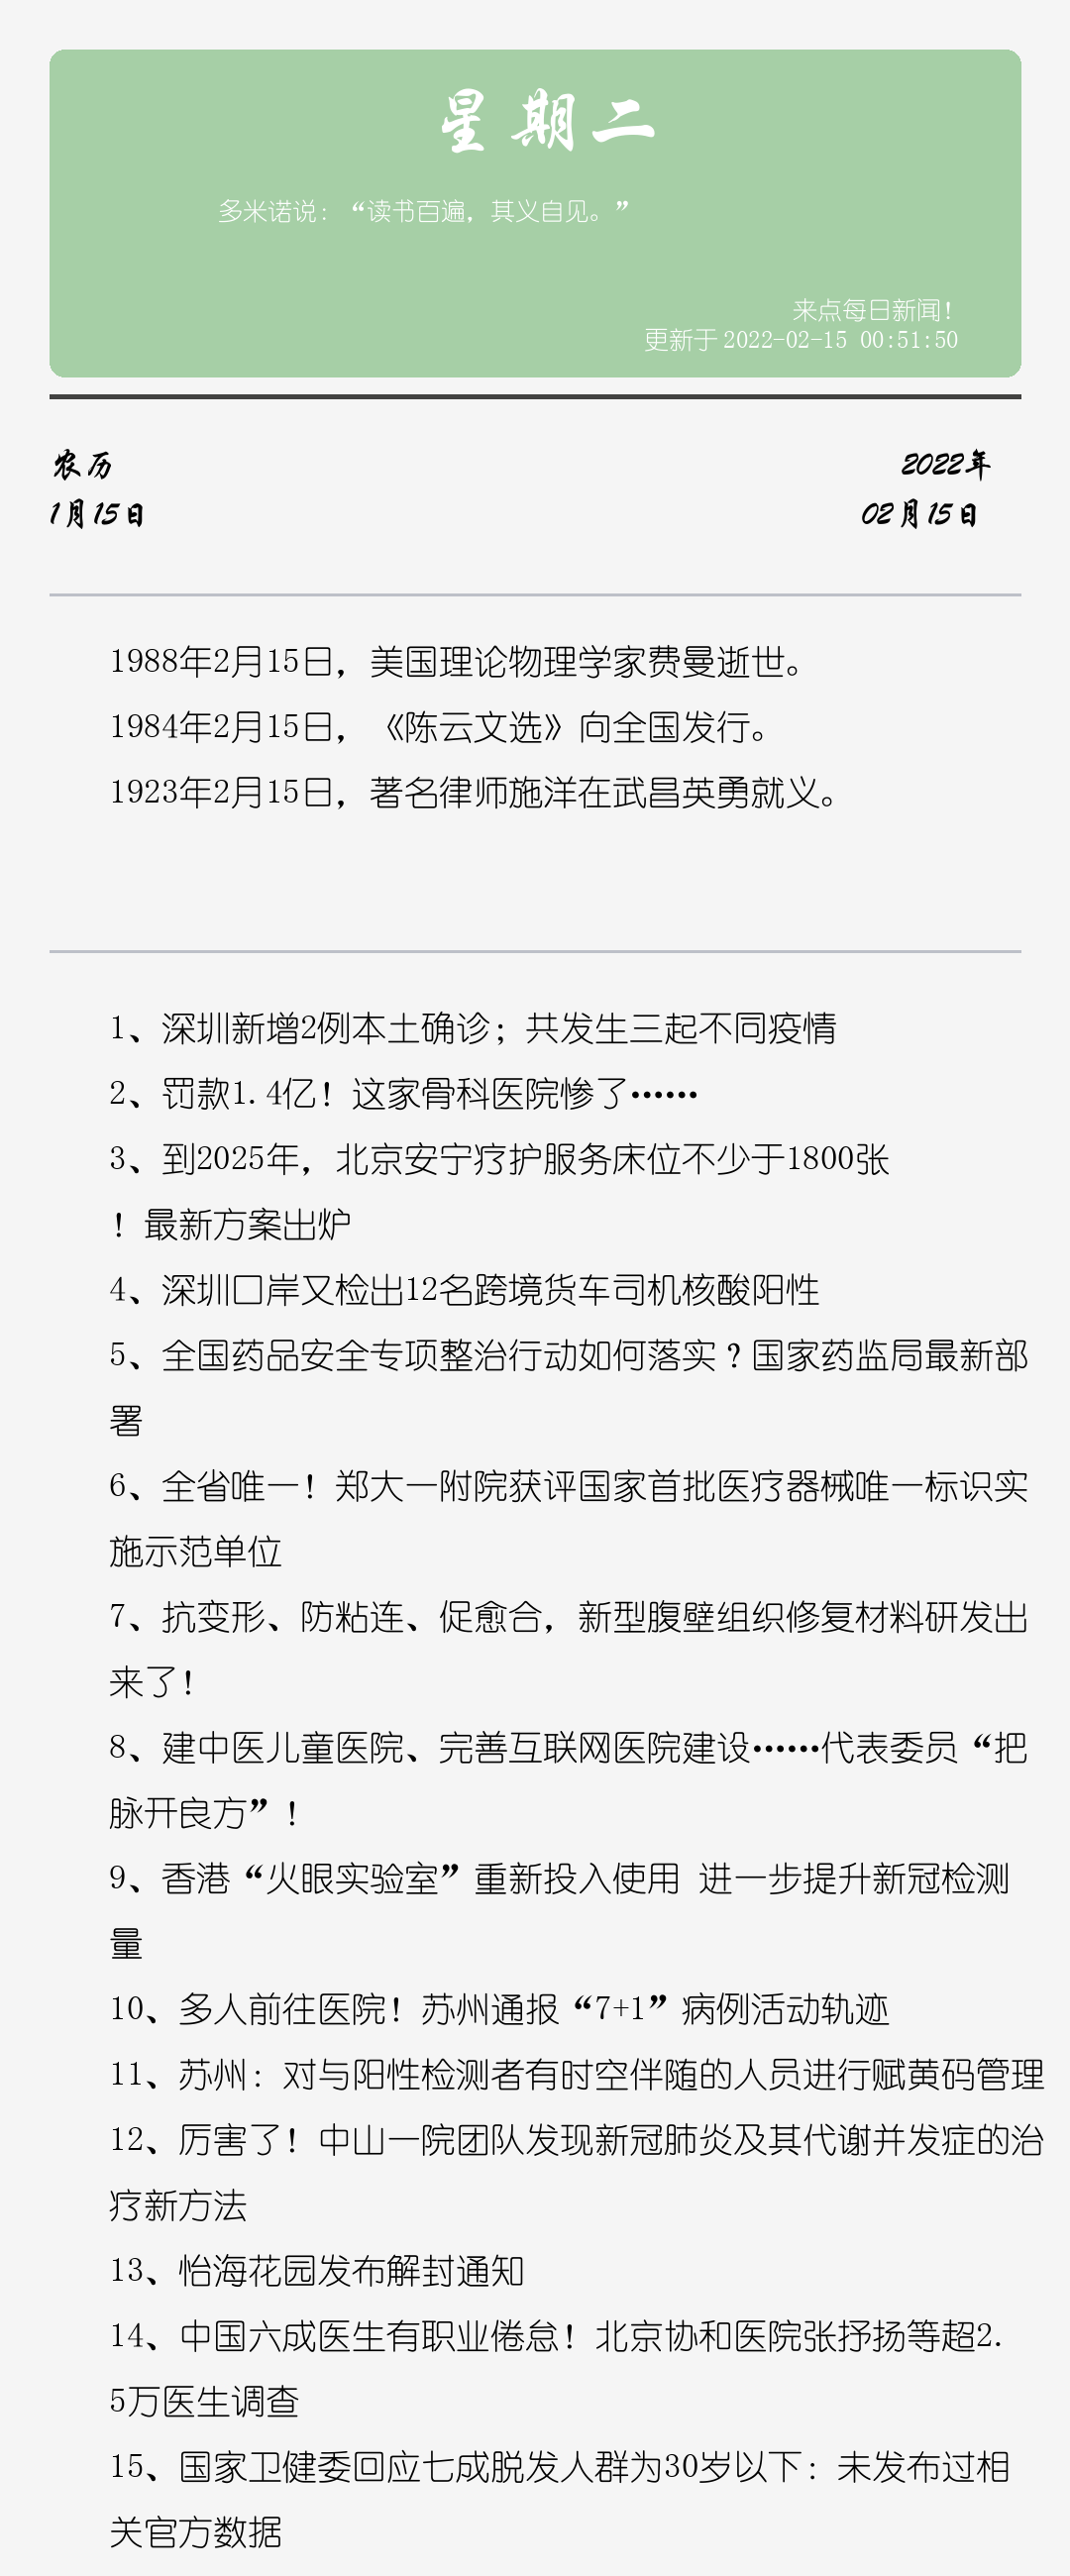 星期二
多米诺说：“读书百遍，其义自见。”
来点每日新闻！
更新于 2022-02-15 00:51:50
农历
2022年
1月15日
02月15日
1988年2月15日，美国理论物理学家费曼逝世。
1984年2月15日，《陈云文选》向全国发行。
1923年2月15日，著名律师施洋在武昌英勇就义。
1、深圳新增2例本土确诊；共发生三起不同疫情
2、罚款1.4亿！这家骨科医院惨了……
3、到2025年，北京安宁疗护服务床位不少于1800张
！最新方案出炉
4、深圳口岸又检出12名跨境货车司机核酸阳性
5、全国药品安全专项整治行动如何落实？国家药监局最新部
署
6、全省唯一！郑大一附院获评国家首批医疗器械唯一标识实
施示范单位
7、抗变形、防粘连、促愈合，新型腹壁组织修复材料研发出
来了！
8、建中医儿童医院、完善互联网医院建设……代表委员“把
脉开良方”！
9、香港“火眼实验室”重新投入使用 进一步提升新冠检测
量
10、多人前往医院！苏州通报“7+1”病例活动轨迹
11、苏州：对与阳性检测者有时空伴随的人员进行赋黄码管理
12、厉害了！中山一院团队发现新冠肺炎及其代谢并发症的治
疗新方法
13、怡海花园发布解封通知
14、中国六成医生有职业倦怠！北京协和医院张抒扬等超2.
5万医生调查
15、国家卫健委回应七成脱发人群为30岁以下：未发布过相
关官方数据